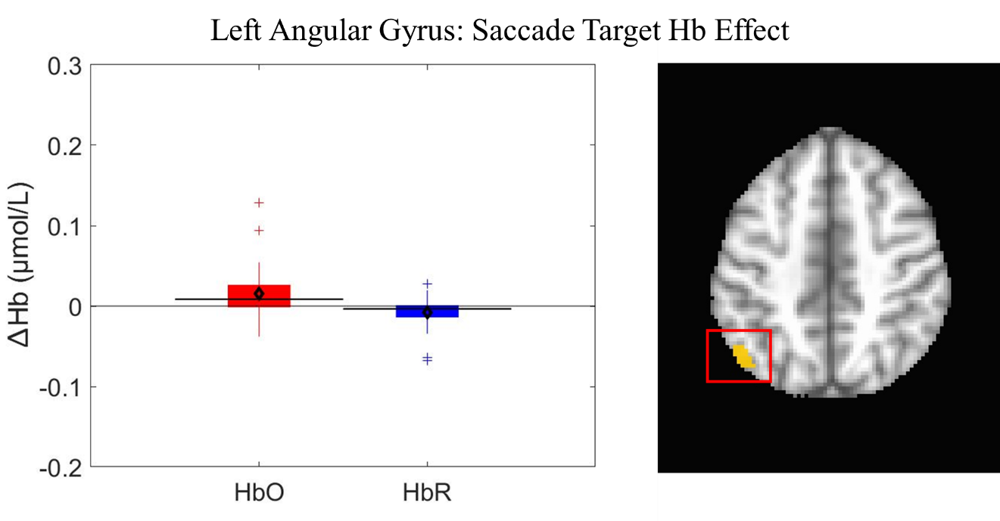 Left Angular Gyrus: Saccade Target Hb Effect
ΔHb (μmol/L)
0.3
0.2
0.1
0
-0.1
-0.2
HbO HbR